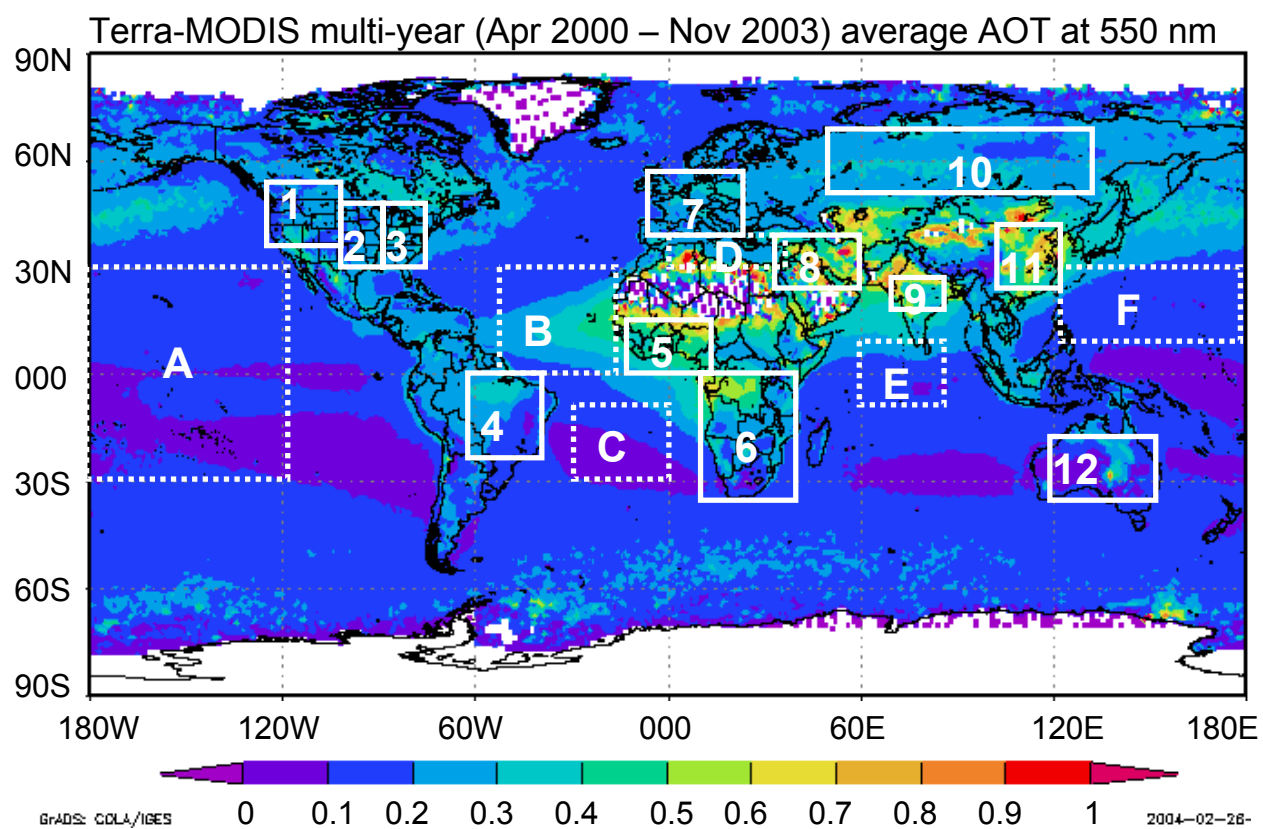 Terra-MODIS multi-year (Apr 2000 – Nov 2003) average AOT at 550 nm
90N
60N
30N
000
30S
60S
90S
1
2
3
4
5
6
7
8
9
10
11
12
A
B
C
D
E
F
180W 120W 60W 000 60E 120E 180E
0 0.1 0.2 0.3 0.4 0.5 0.6 0.7 0.8 0.9 1
GrADS: COLA/IGES 2004-02-26-